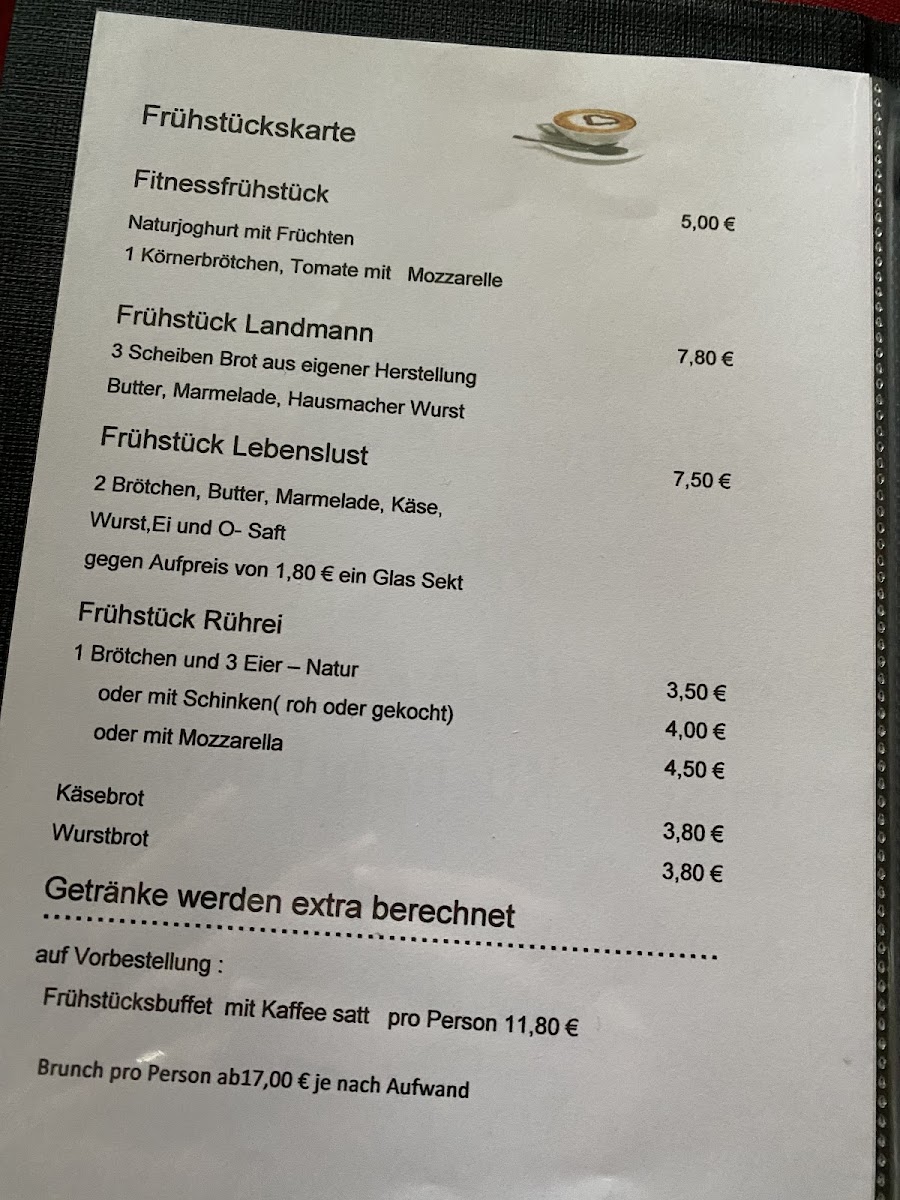 Frühstückskarte
Fitnessfrühstück
5,00 €
Naturjoghurt mit Früchten
1 Körnerbrötchen, Tomate mit Mozzarelle
Frühstück Landmann
7,80 €
3 Scheiben Brot aus eigener Herstellung
Butter, Marmelade, Hausmacher Wurst
Frühstück Lebenslust
7,50 €
2 Brötchen, Butter, Marmelade, Käse,
Wurst,Ei und O- Saft
gegen Aufpreis von 1,80 € ein Glas Sekt
Frühstück Rührei
1 Brötchen und 3 Eier – Natur 3,50 €
oder mit Schinken( roh oder gekocht) 4,00 €
oder mit Mozzarella 4,50 €
Käsebrot 3,80 €
Wurstbrot 3,80 €
Getränke werden extra berechnet
auf Vorbestellung :
Frühstücksbuffet mit Kaffee satt pro Person 11,80 €
Brunch pro Person ab17,00 € je nach Aufwand